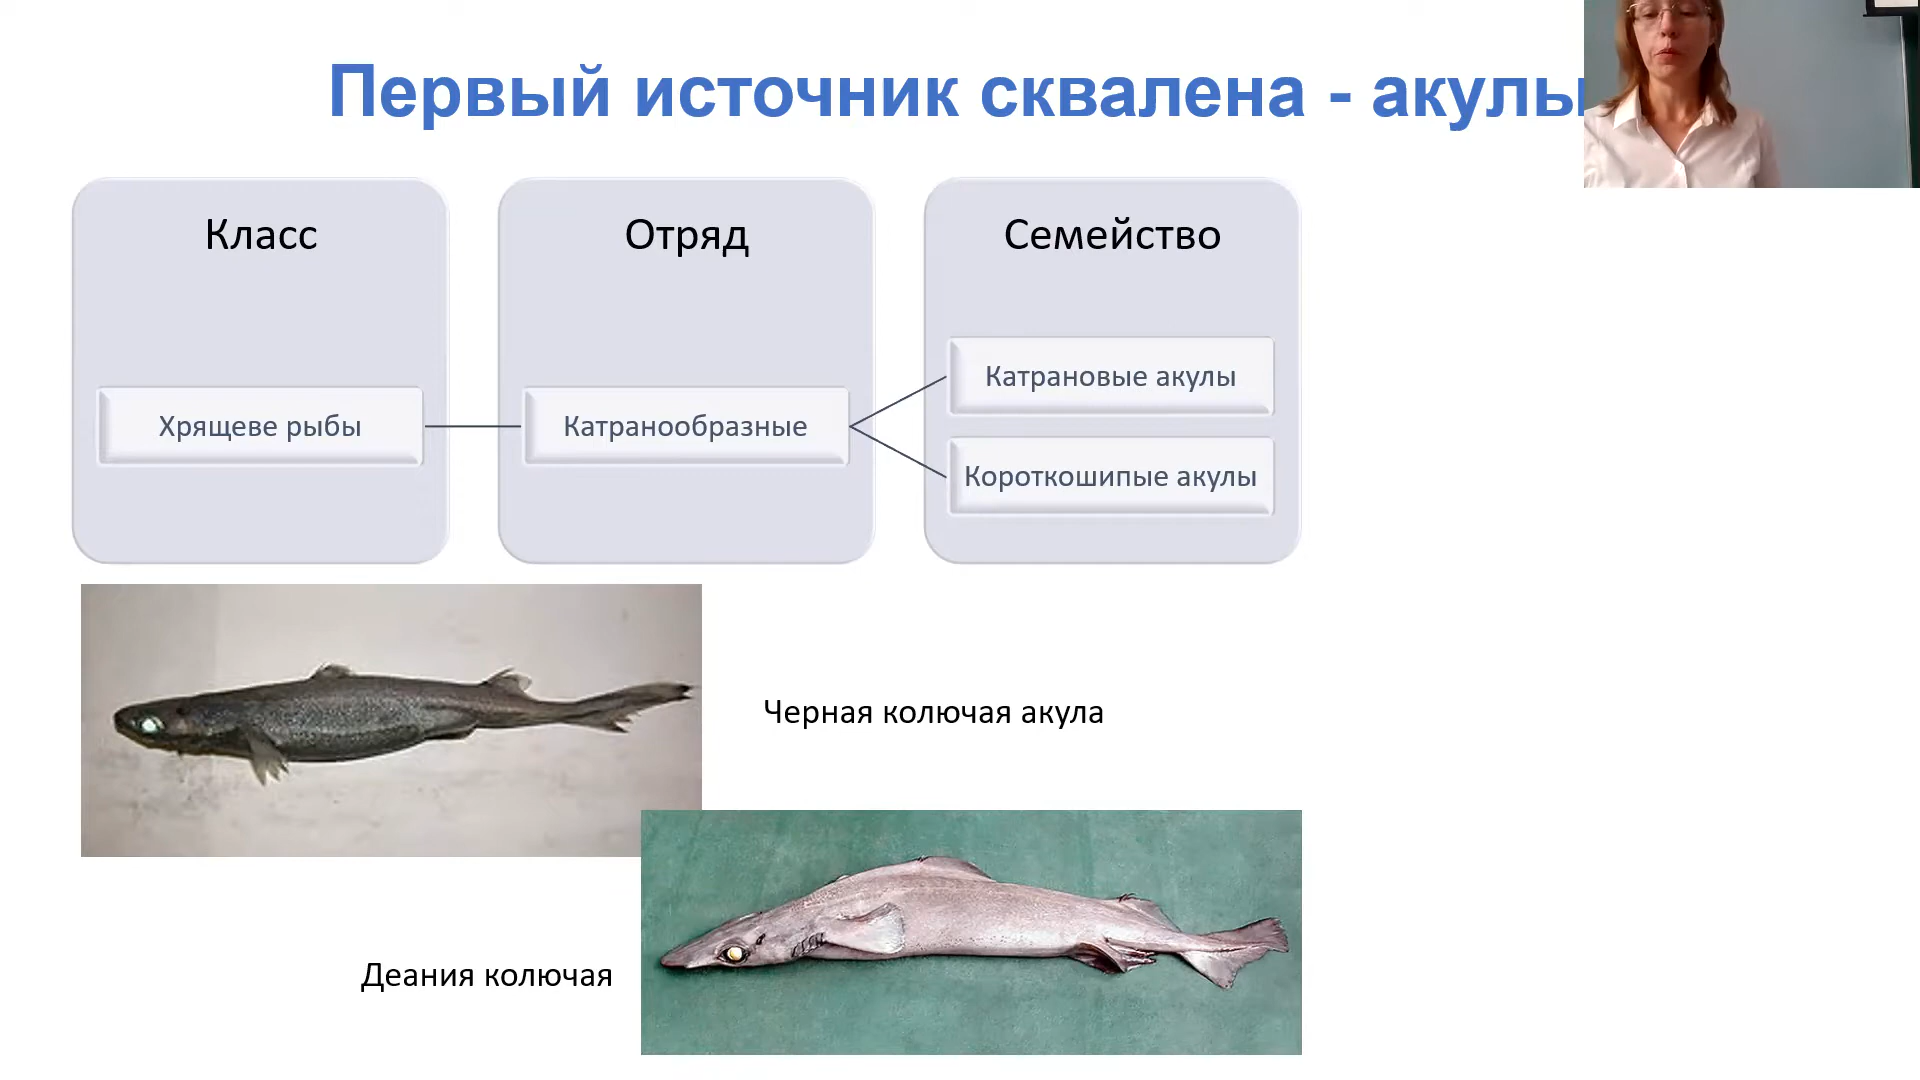 Первый источник сквалена - акулы
Класс
Отряд
Семейство
Хрящеве рыбы
Катранообразные
Катрановые акулы
Короткошипые акулы
Черная колючая акула
Деания колючая